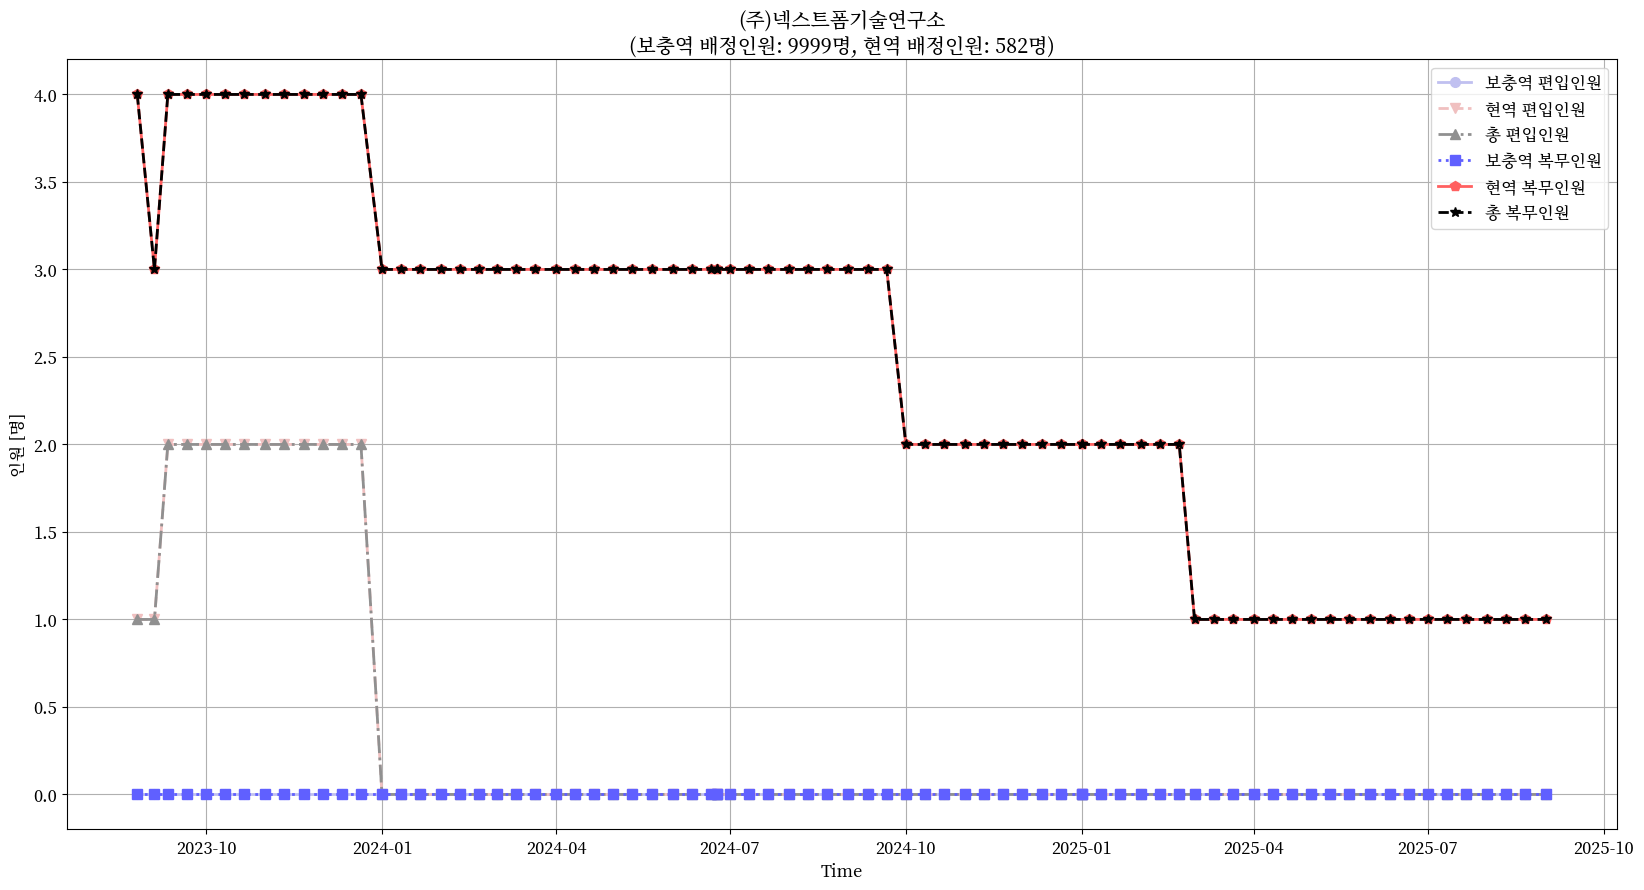 (주)넥스트폼기술연구소
(보충역 배정인원: 9999명, 현역 배정인원: 582명)
보충역 편입인원
현역 편입인원
총 편입인원
보충역 복무인원
현역 복무인원
총 복무인원
인원 [명]
4.0
3.5
3.0
2.5
2.0
1.5
1.0
0.5
0.0
2023-10
2024-01
2024-04
2024-07
2024-10
2025-01
2025-04
2025-07
2025-10
Time